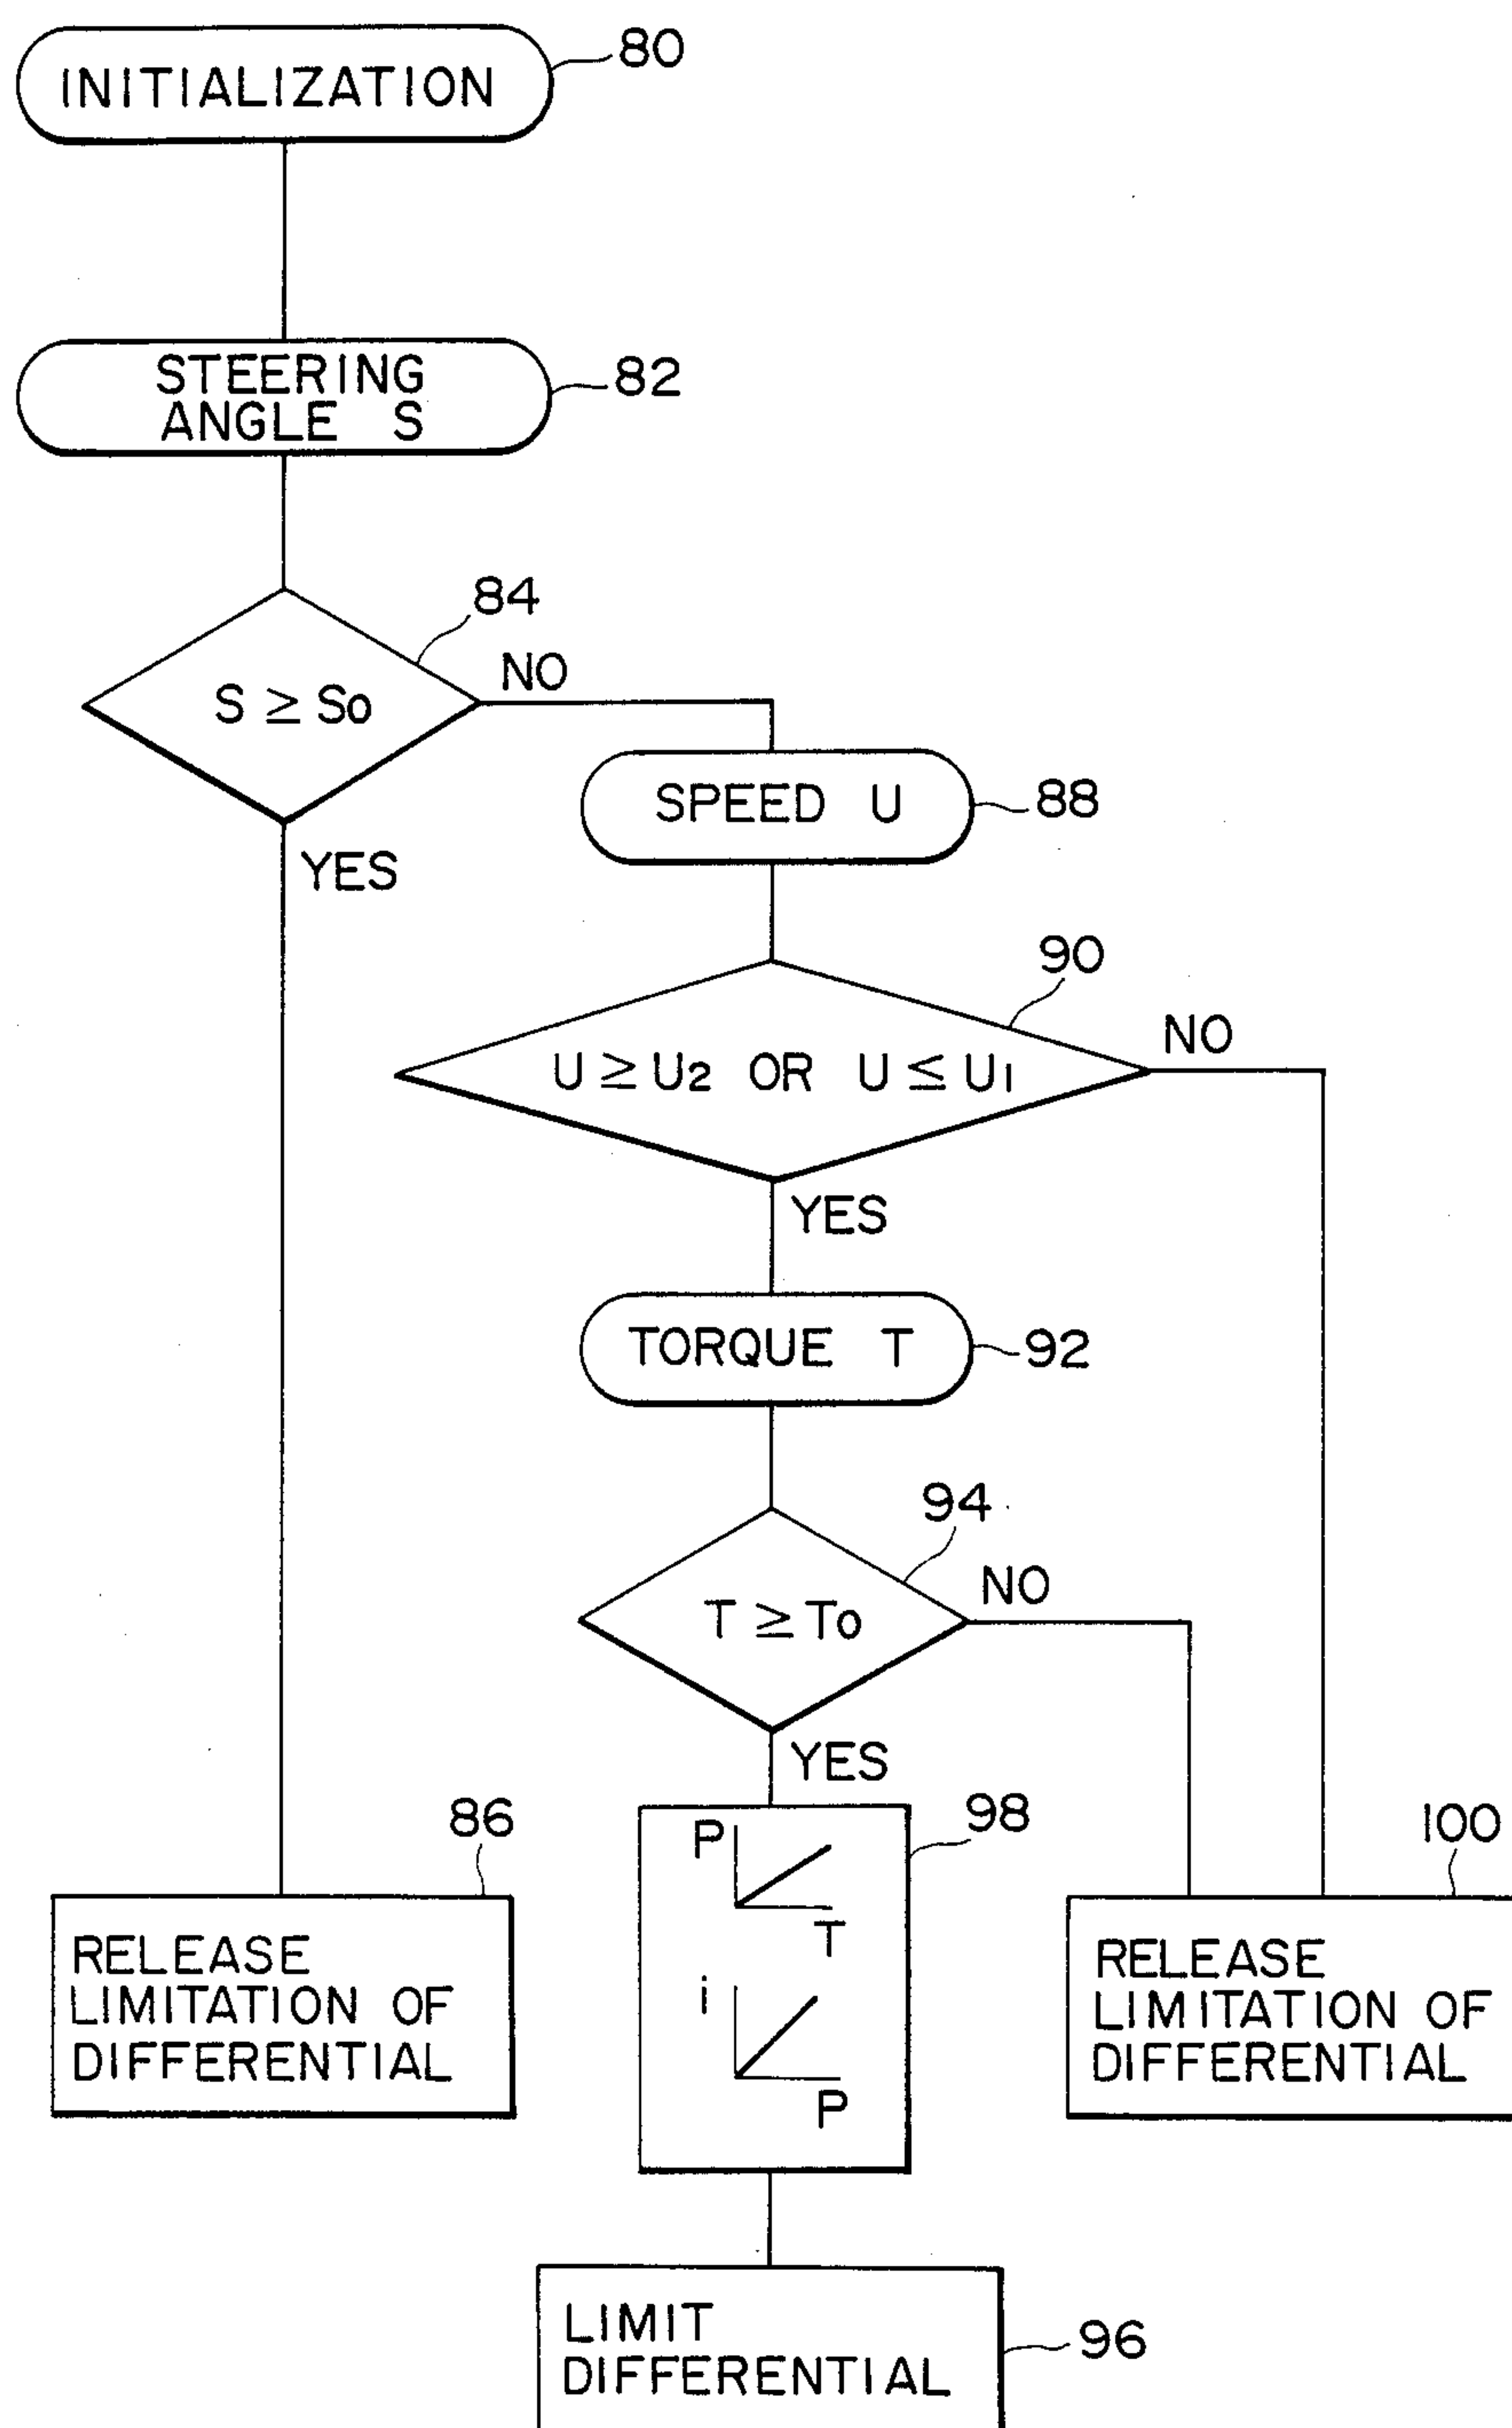 INITIALIZATION
80
STEERING
ANGLE S
82
84
S ≥ So
NO
YES
SPEED U
88
90
U ≥ U2 OR U ≤ U1
NO
YES
TORQUE T
92
94
T ≥ To
NO
YES
86
RELEASE
LIMITATION OF
DIFFERENTIAL
98
P
T
i
P
100
RELEASE
LIMITATION OF
DIFFERENTIAL
LIMIT
DIFFERENTIAL
96